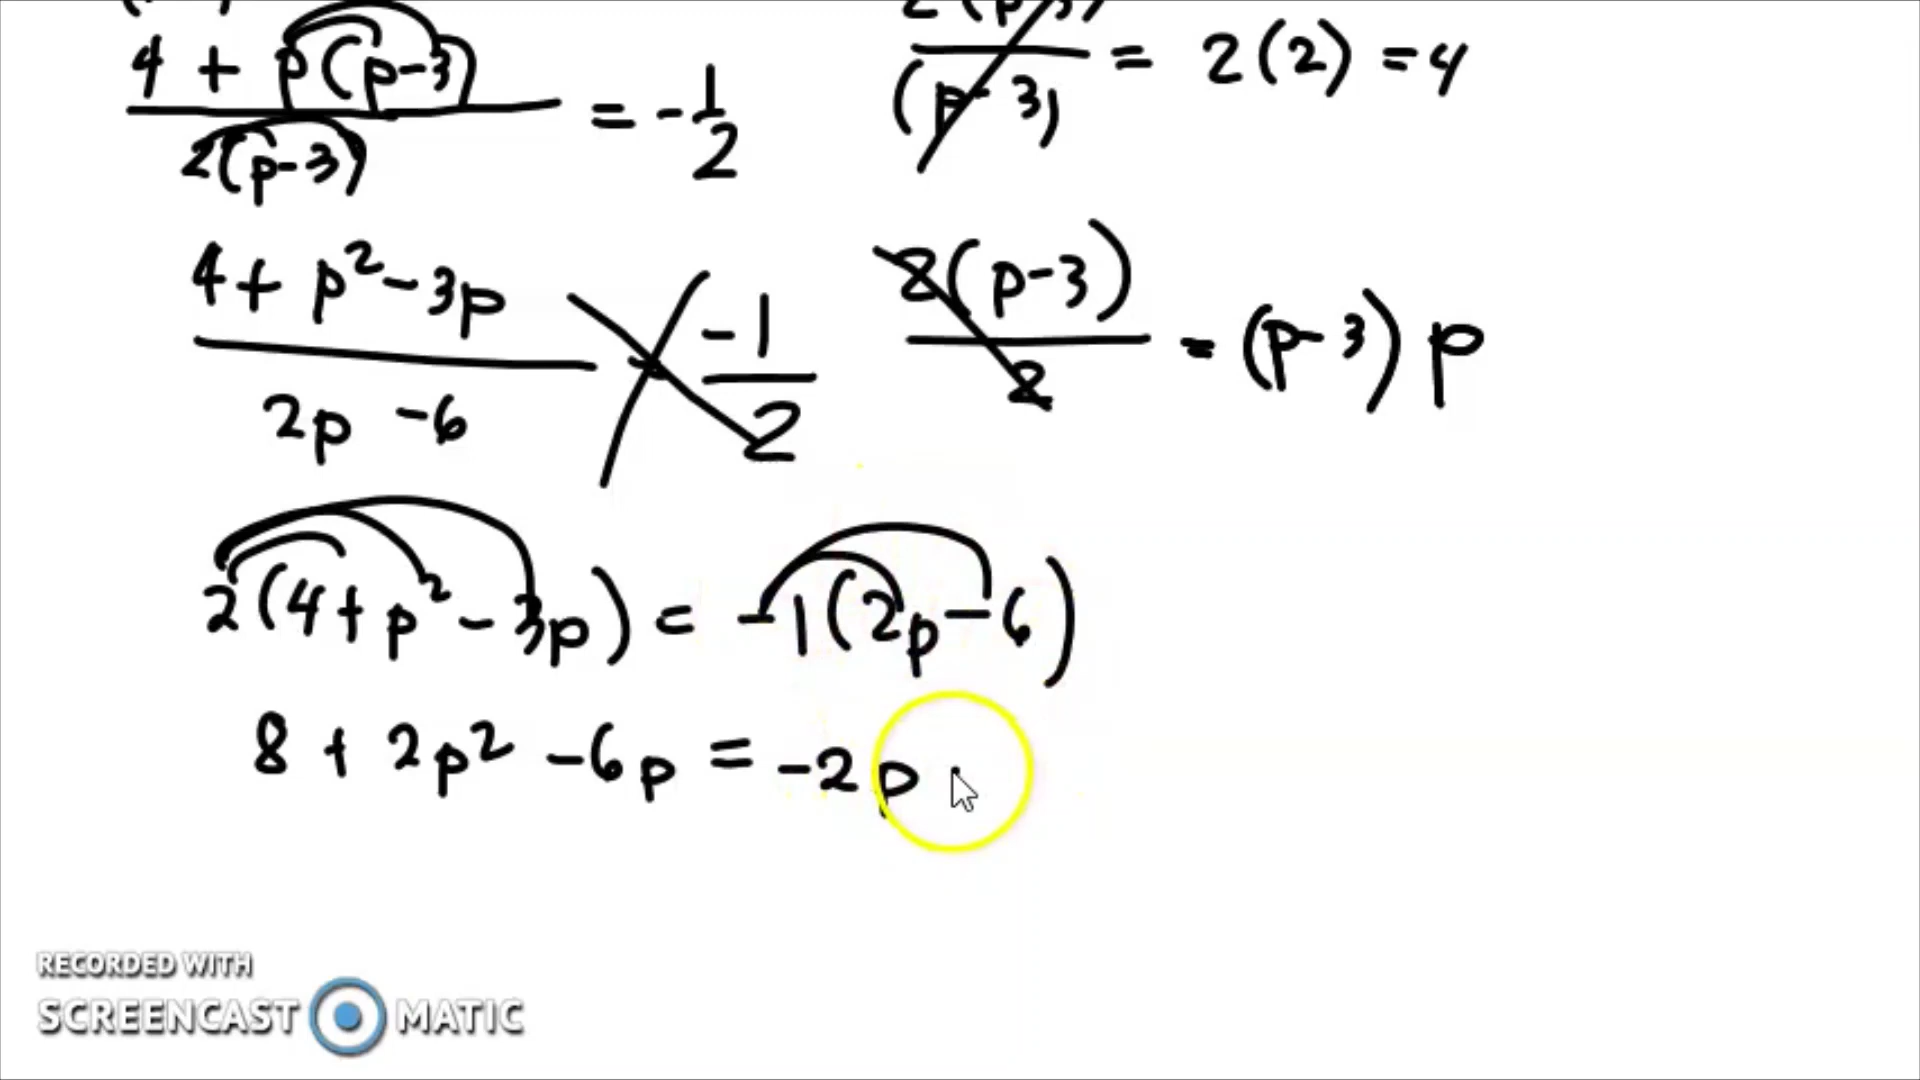 4 + p(p-3) / 2(p-3) = -1/2
2(p-3) / (p-3) = 2(2) = 4
4 + p² - 3p / 2p - 6 = -1 / 2
2(p-3) / 2 = (p-3) p
2(4 + p² - 3p) = -1(2p - 6)
8 + 2p² - 6p = -2p
RECORDED WITH
SCREENCAST MATIC